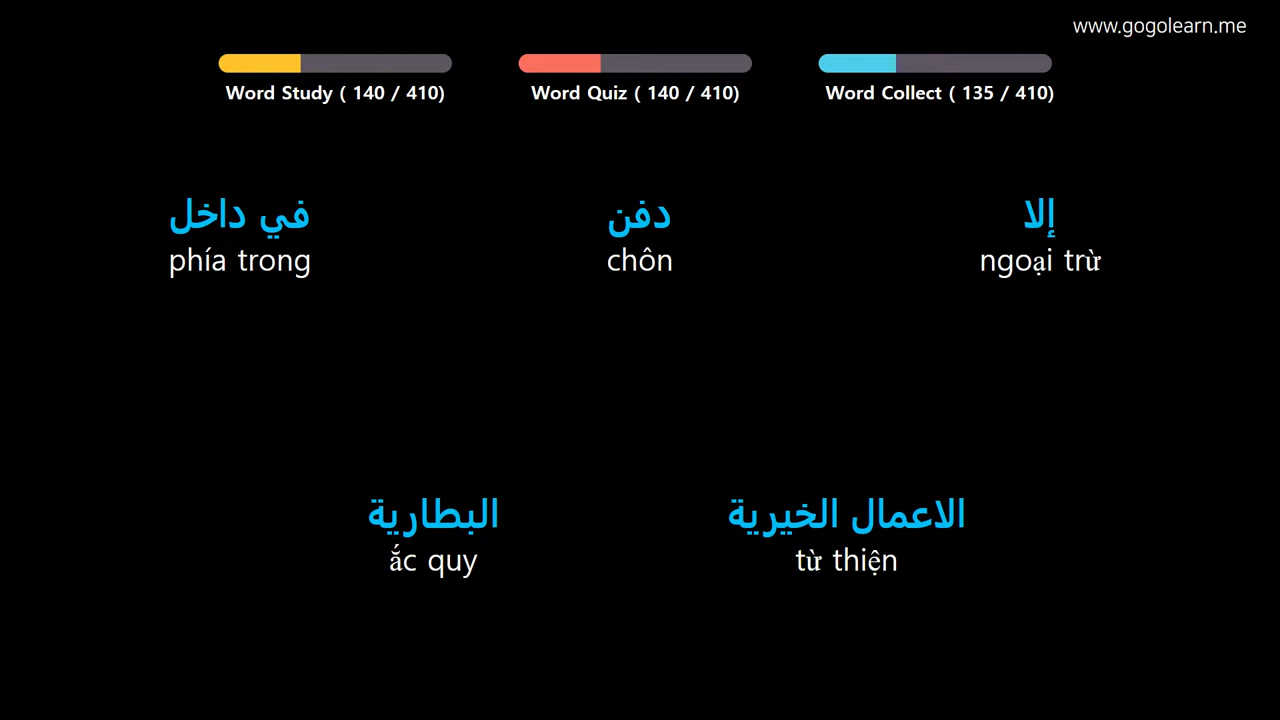 www.gogolearn.me
Word Study ( 140 / 410)
Word Quiz ( 140 / 410)
Word Collect ( 135 / 410)
في داخل
phía trong
دفن
chôn
إلا
ngoại trừ
البطارية
ắc quy
الاعمال الخيرية
từ thiện